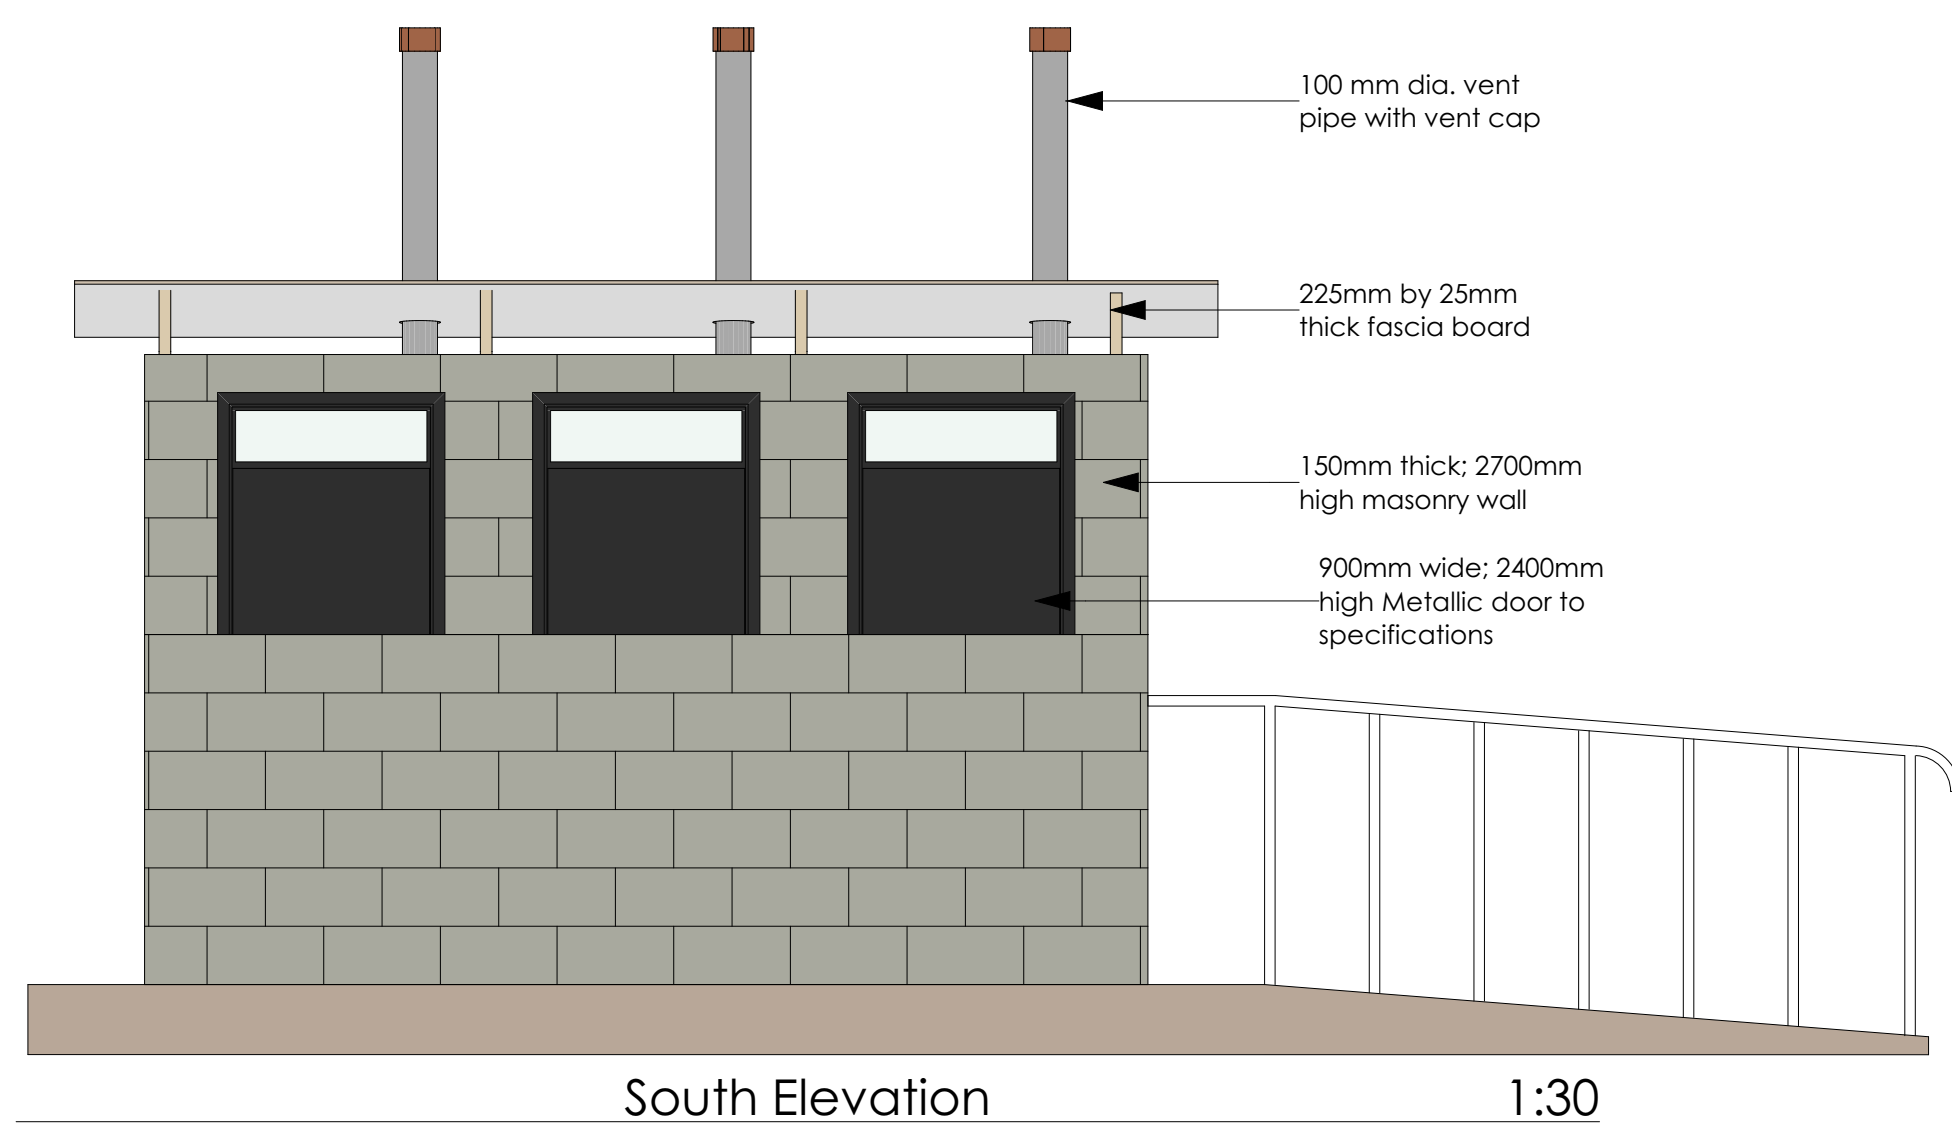 100 mm dia. vent
pipe with vent cap
225mm by 25mm
thick fascia board
150mm thick; 2700mm
high masonry wall
900mm wide; 2400mm
high Metallic door to
specifications
South Elevation 1:30